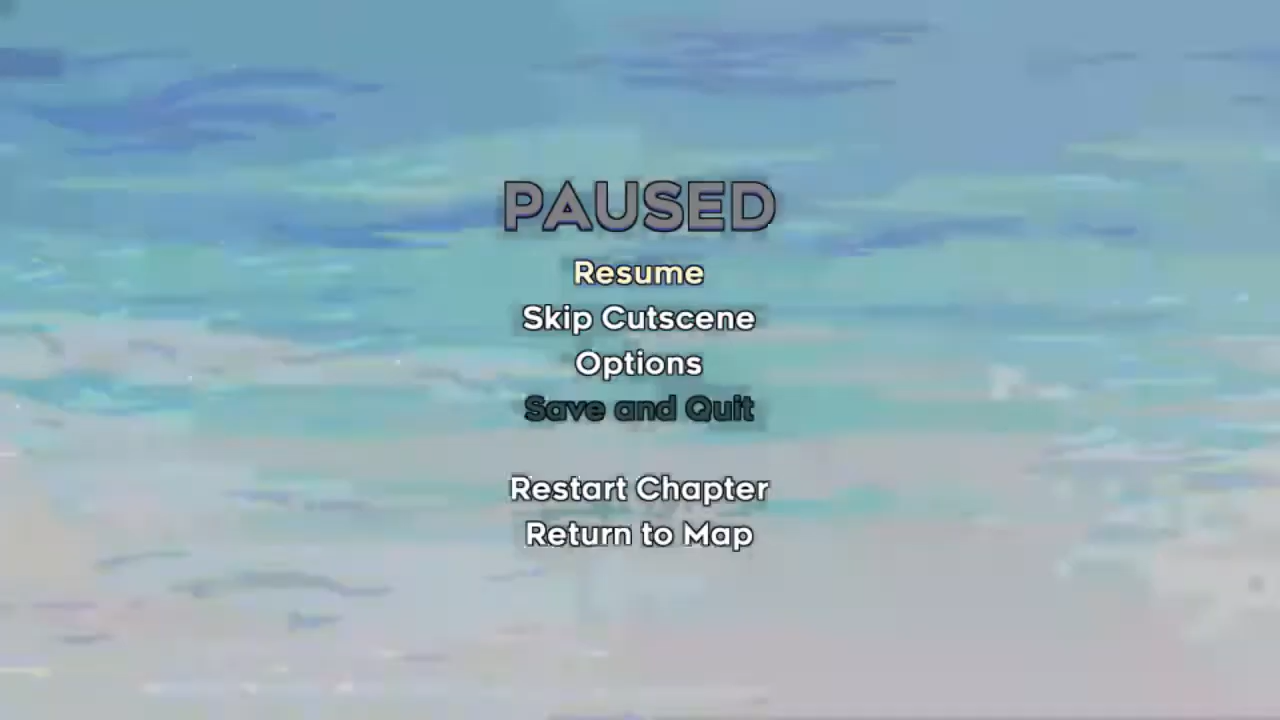 PAUSED
Resume
Skip Cutscene
Options
Save and Quit
Restart Chapter
Return to Map